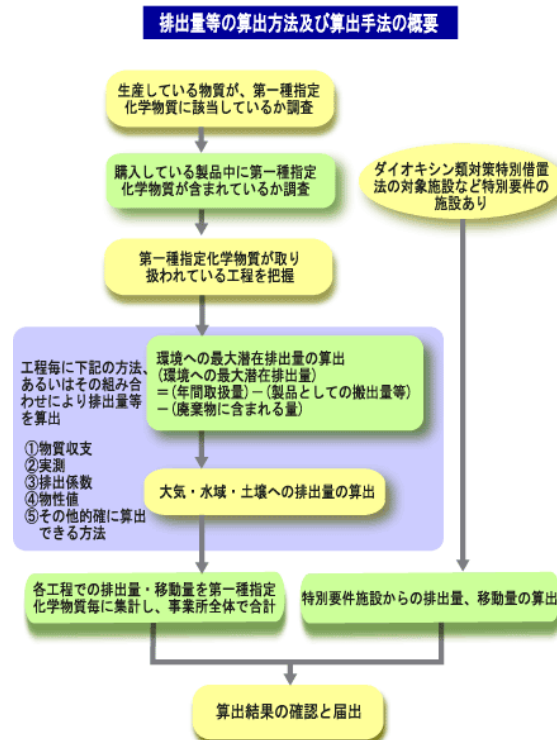 排出量等の算出方法及び算出手法の概要
生産している物質が、第一種指定
化学物質に該当しているか調査
購入している製品中に第一種指定
化学物質が含まれているか調査
ダイオキシン類対策特別借置
法の対象施設など特別要件の
施設あり
第一種指定化学物質が取り
扱われている工程を把握
工程毎に下記の方法、
あるいはその組み合
わせにより排出量等
を算出
①物質収支
②実測
③排出係数
④物性値
⑤その他的確に算出
できる方法
環境への最大潜在排出量の算出
(環境への最大潜在排出量)
＝(年間取扱量)－(製品としての搬出量等)
－(廃棄物に含まれる量)
大気・水域・土壌への排出量の算出
各工程での排出量・移動量を第一種指定
化学物質毎に集計し、事業所全体で合計
特別要件施設からの排出量、移動量の算出
算出結果の確認と届出